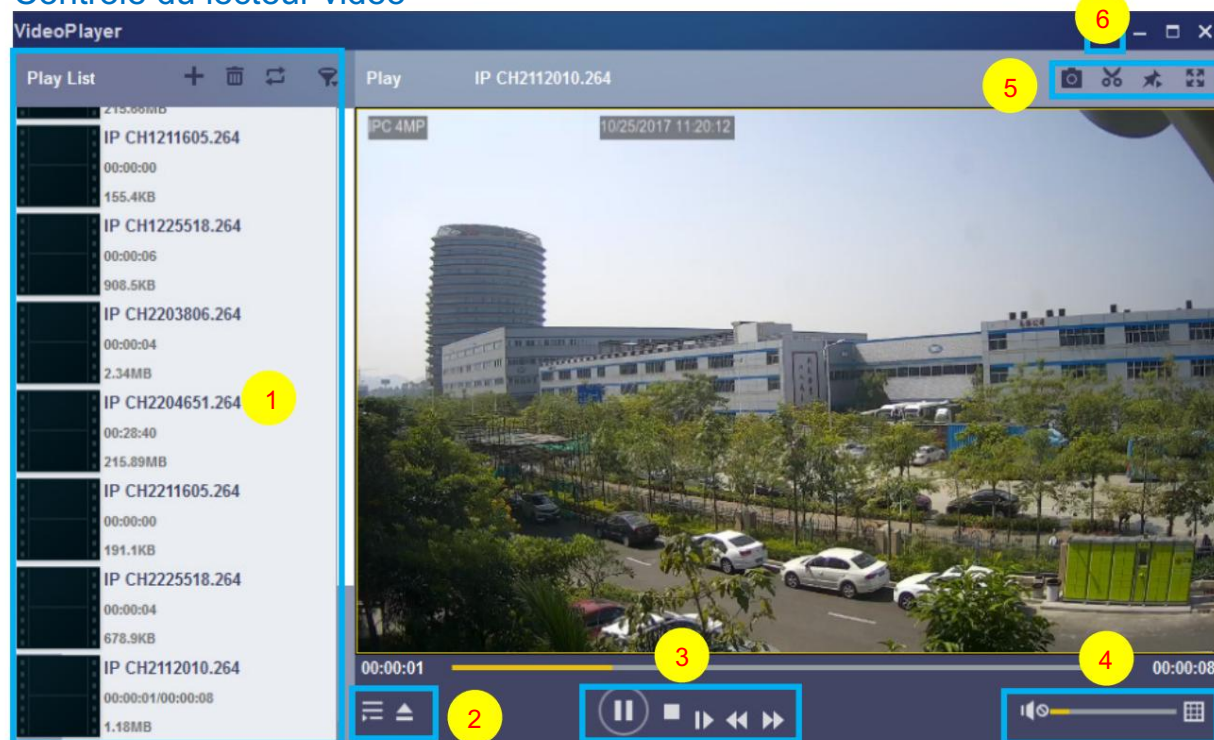 Contrôle du lecteur vidéo
VideoPlayer
6
Play List
Play
IP CH2112010.264
5
215.88MB
IP CH1211605.264
00:00:00
155.4KB
IP CH1225518.264
00:00:06
908.5KB
IP CH2203806.264
00:00:04
2.34MB
IP CH2204651.264
00:28:40
215.89MB
1
IP CH2211605.264
00:00:00
191.1KB
IP CH2225518.264
00:00:04
678.9KB
IP CH2112010.264
00:00:01/00:00:08
1.18MB
IPC 4MP
10/25/2017 11:20:12
00:00:01
3
4
00:00:08
2